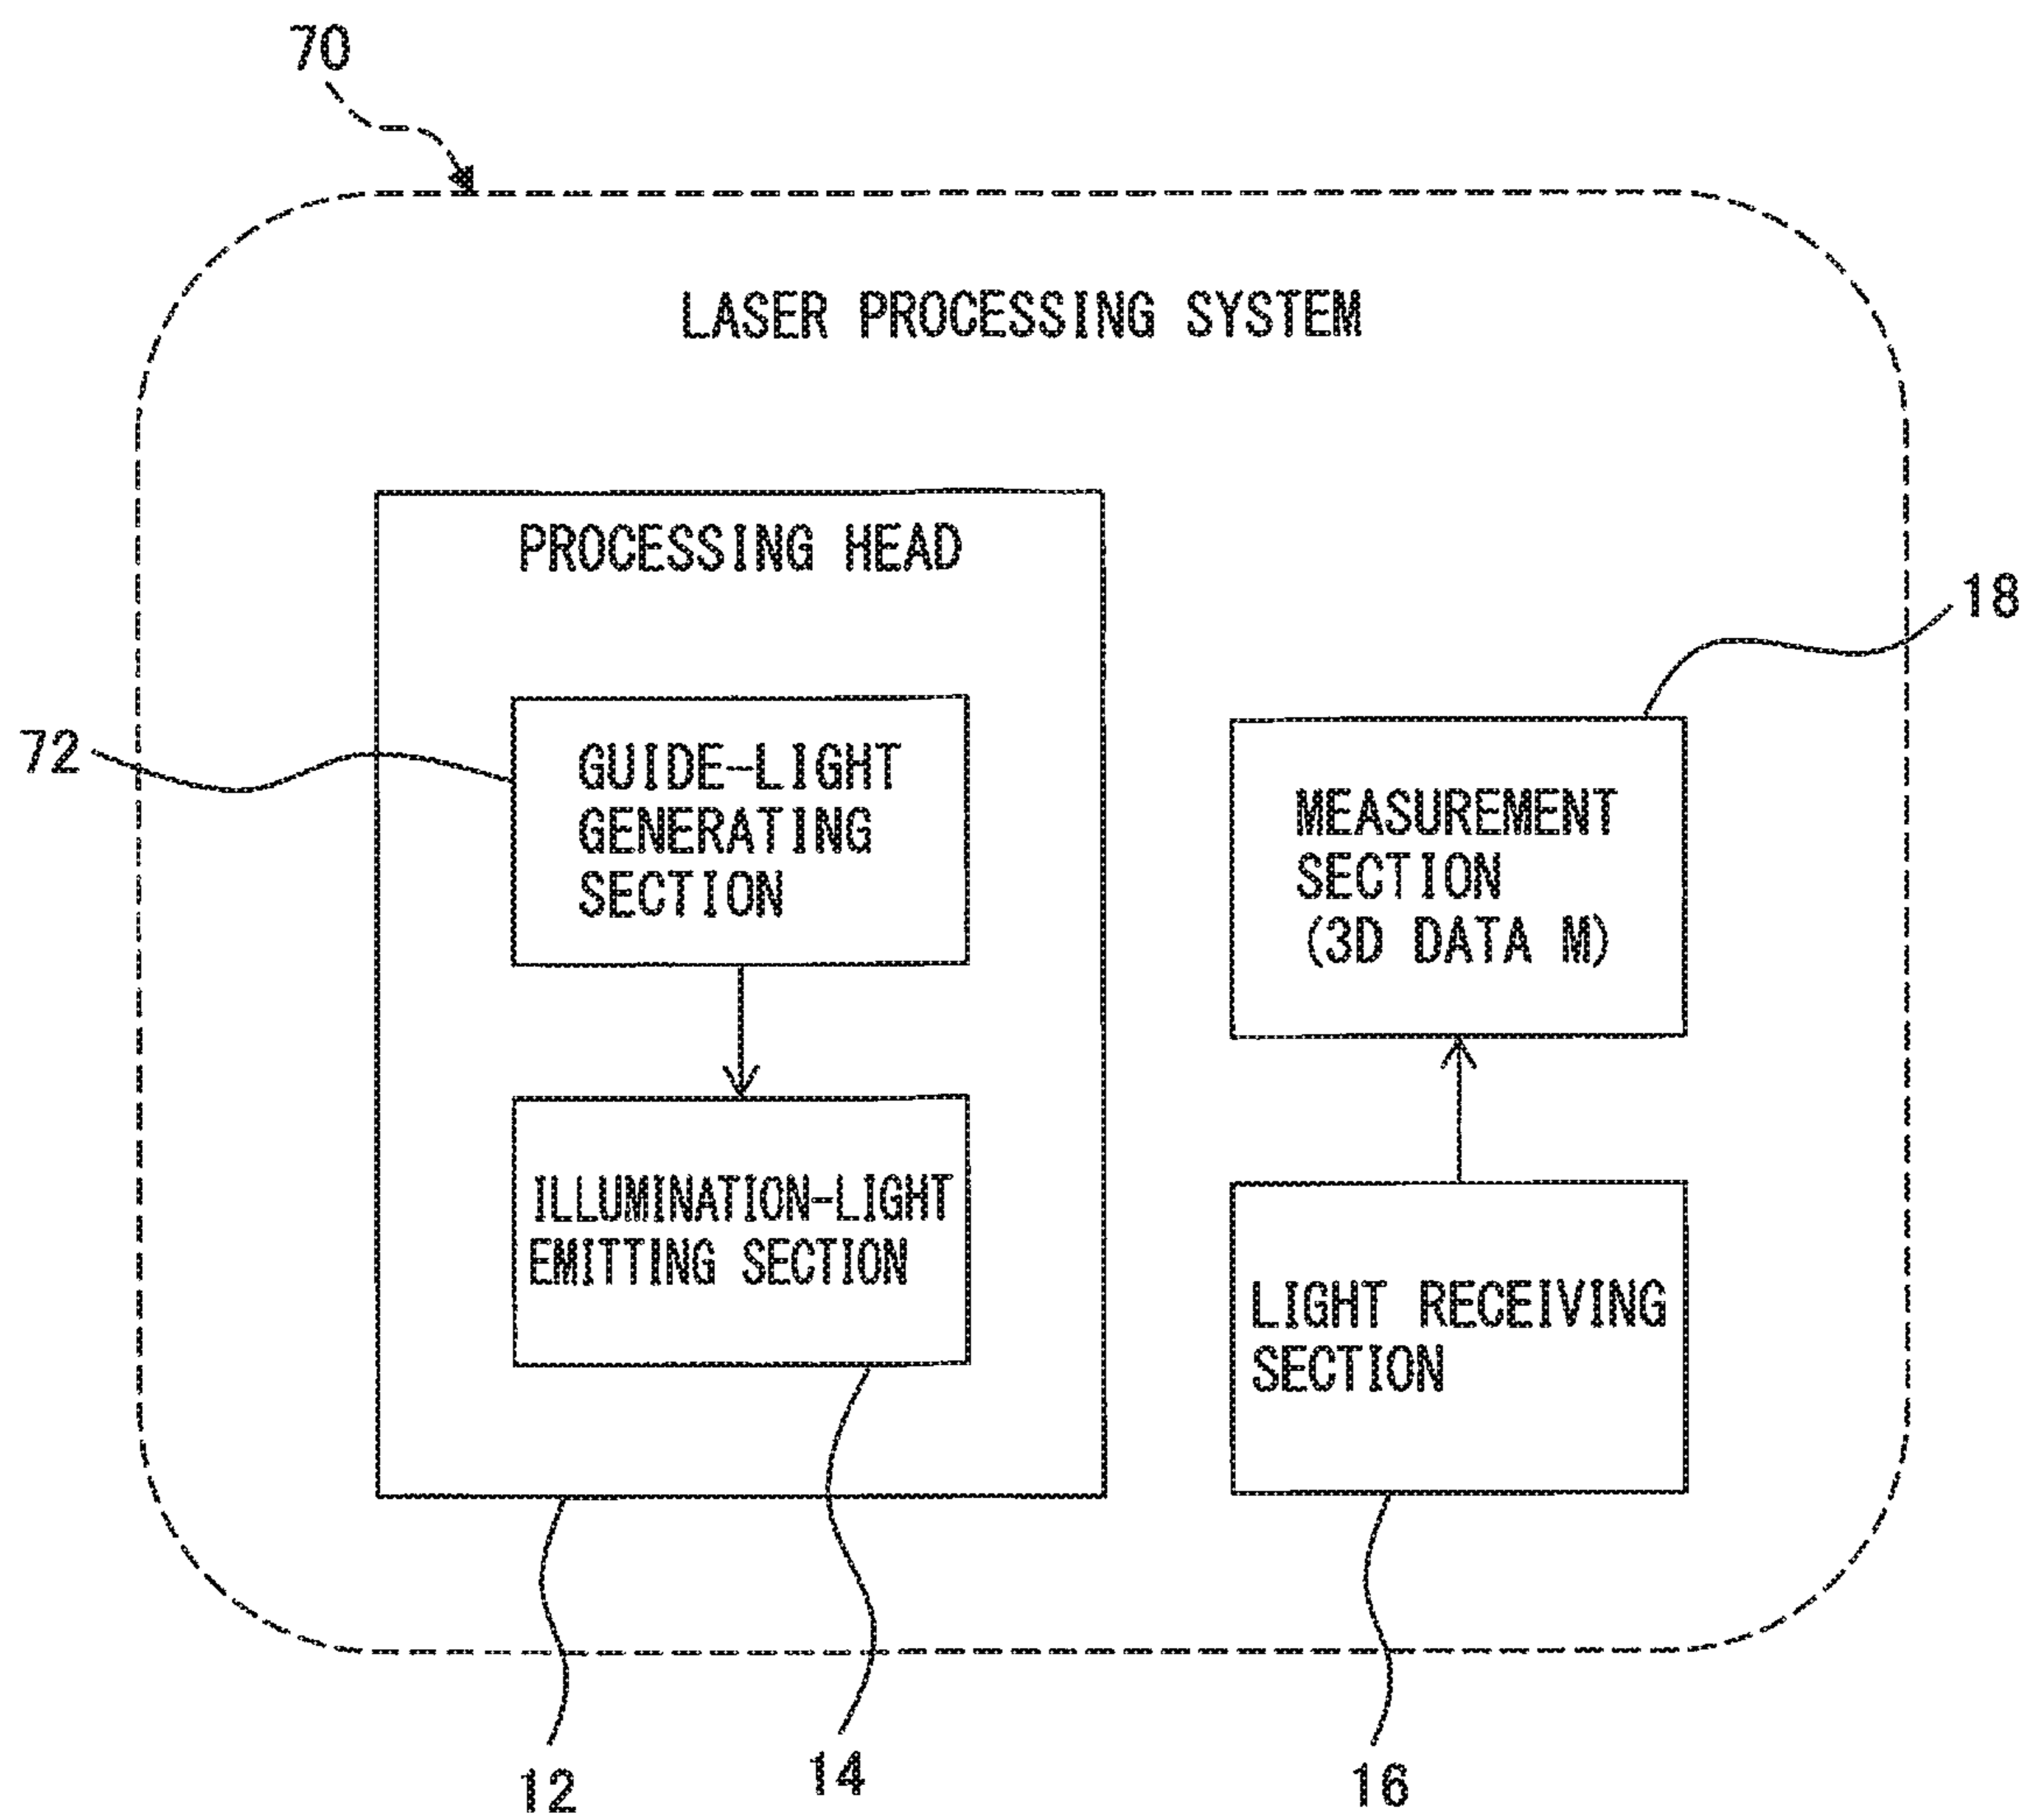 70
LASER PROCESSING SYSTEM
PROCESSING HEAD
18
72
GUIDE-LIGHT
GENERATING
SECTION
MEASUREMENT
SECTION
(3D DATA M)
ILLUMINATION-LIGHT
EMITTING SECTION
LIGHT RECEIVING
SECTION
12
14
16